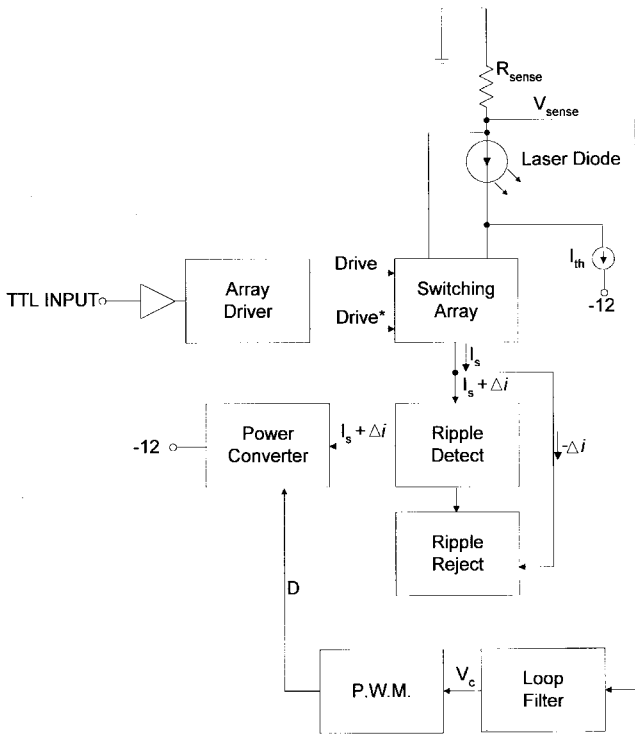 R_sense
V_sense
Laser Diode
I_th
-12
TTL INPUT
Array
Driver
Drive
Drive*
Switching
Array
I_s
I_s + Δi
-12
Power
Converter
I_s + Δi
Ripple
Detect
-Δi
Ripple
Reject
D
P.W.M.
V_c
Loop
Filter